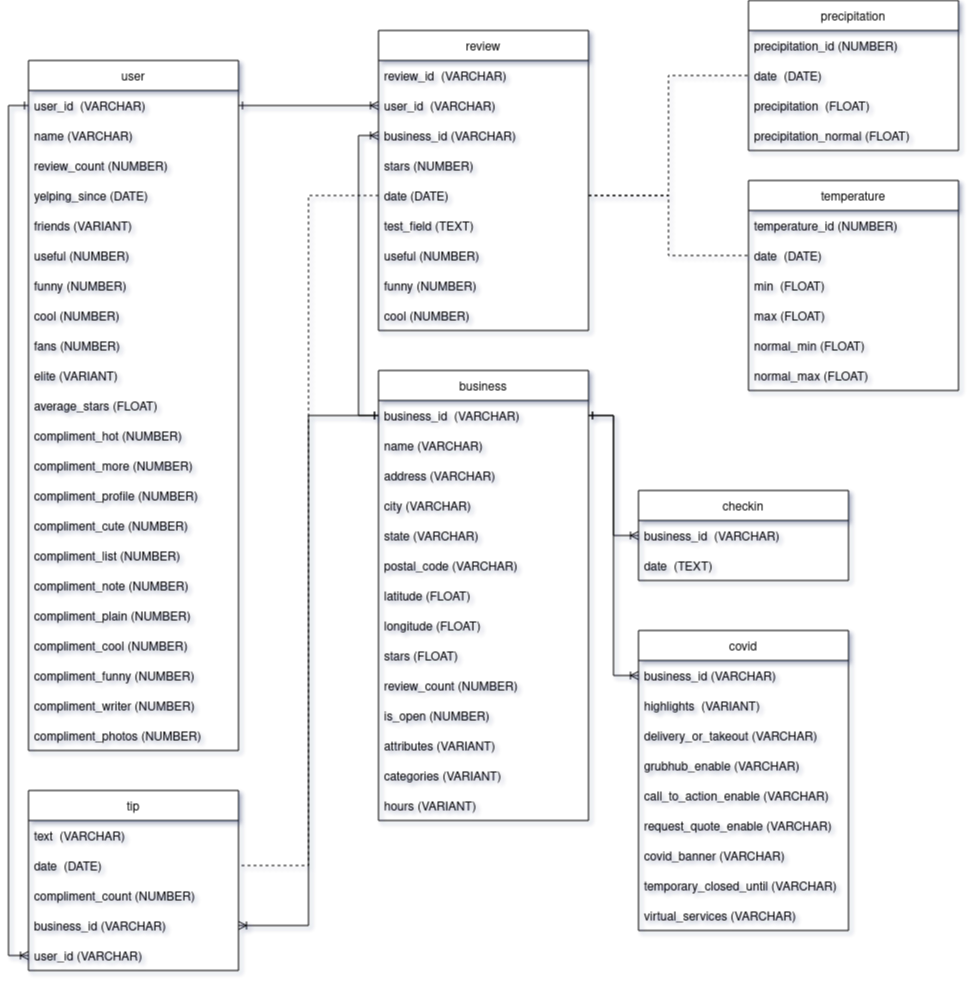 user
user_id (VARCHAR)
name (VARCHAR)
review_count (NUMBER)
yelping_since (DATE)
friends (VARIANT)
useful (NUMBER)
funny (NUMBER)
cool (NUMBER)
fans (NUMBER)
elite (VARIANT)
average_stars (FLOAT)
compliment_hot (NUMBER)
compliment_more (NUMBER)
compliment_profile (NUMBER)
compliment_cute (NUMBER)
compliment_list (NUMBER)
compliment_note (NUMBER)
compliment_plain (NUMBER)
compliment_cool (NUMBER)
compliment_funny (NUMBER)
compliment_writer (NUMBER)
compliment_photos (NUMBER)
tip
text (VARCHAR)
date (DATE)
compliment_count (NUMBER)
business_id (VARCHAR)
user_id (VARCHAR)
review
review_id (VARCHAR)
user_id (VARCHAR)
business_id (VARCHAR)
stars (NUMBER)
date (DATE)
test_field (TEXT)
useful (NUMBER)
funny (NUMBER)
cool (NUMBER)
business
business_id (VARCHAR)
name (VARCHAR)
address (VARCHAR)
city (VARCHAR)
state (VARCHAR)
postal_code (VARCHAR)
latitude (FLOAT)
longitude (FLOAT)
stars (FLOAT)
review_count (NUMBER)
is_open (NUMBER)
attributes (VARIANT)
categories (VARIANT)
hours (VARIANT)
precipitation
precipitation_id (NUMBER)
date (DATE)
precipitation (FLOAT)
precipitation_normal (FLOAT)
temperature
temperature_id (NUMBER)
date (DATE)
min (FLOAT)
max (FLOAT)
normal_min (FLOAT)
normal_max (FLOAT)
checkin
business_id (VARCHAR)
date (TEXT)
covid
business_id (VARCHAR)
highlights (VARIANT)
delivery_or_takeout (VARCHAR)
grubhub_enable (VARCHAR)
call_to_action_enable (VARCHAR)
request_quote_enable (VARCHAR)
covid_banner (VARCHAR)
temporary_closed_until (VARCHAR)
virtual_services (VARCHAR)